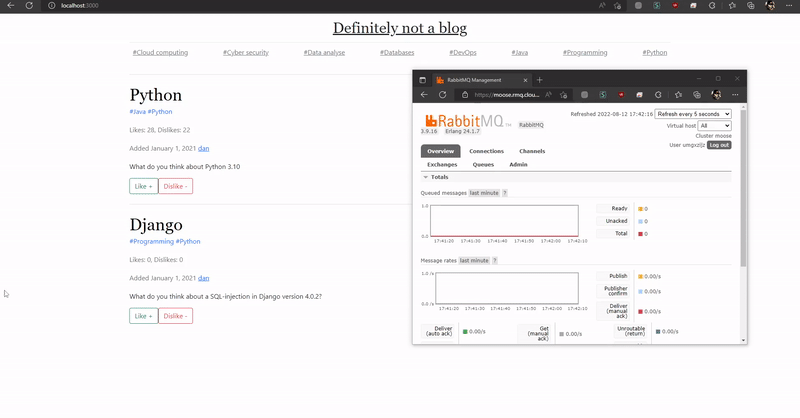 localhost:3000
Definitely not a blog
#Cloud computing #Cyber security #Data analyse #Databases #DevOps #Java #Programming #Python
Python
#Java #Python
Likes: 28, Dislikes: 22
Added January 1, 2021 dan
What do you think about Python 3.10
Like + Dislike -
Django
#Programming #Python
Likes: 0, Dislikes: 0
Added January 1, 2021 dan
What do you think about a SQL-injection in Django version 4.0.2?
Like + Dislike -
RabbitMQ Management
https://moose.rmq.clou...
RabbitMQ TM RabbitMQ
3.9.16 Erlang 24.1.7
Refreshed 2022-08-12 17:42:16 Refresh every 5 seconds
Virtual host All
Cluster moose
User Log out
Overview Connections Channels
Exchanges Queues Admin
Totals
Queued messages last minute ?
1.0
0.0
17:41:20 17:41:30 17:41:40 17:41:50 17:42:00 17:42:10
Ready 0
Unacked 0
Total 0
Message rates last minute ?
1.0 /s
0.0 /s
17:41:20 17:41:30 17:41:40 17:41:50 17:42:00 17:42:10
Publish 0.00/s
Publisher confirm 0.00/s
Deliver (manual ack) 0.00/s
Deliver (auto ack) 0.00/s
Get (manual ack) 0.00/s
Unroutable (return) 0.00/s